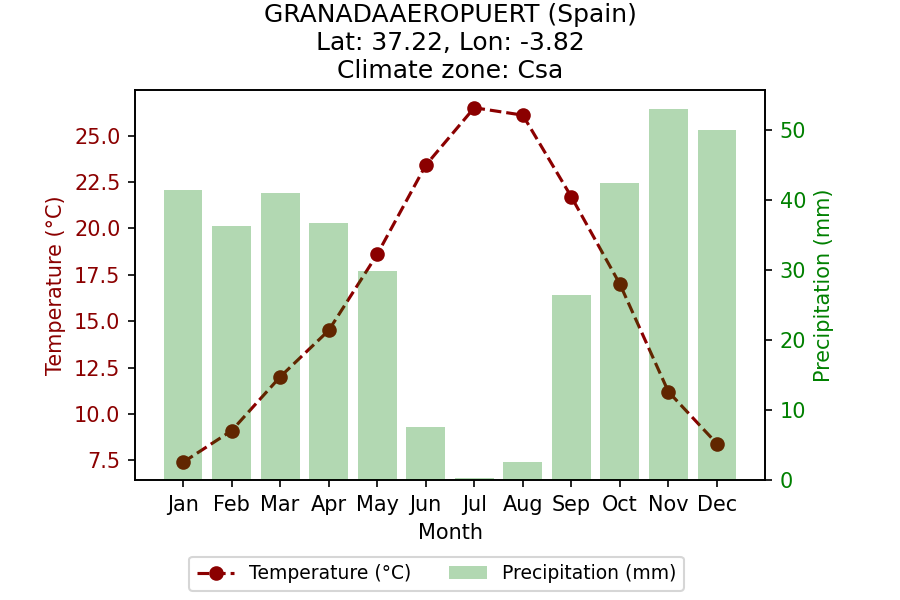 GRANADAAEROPUERT (Spain)
Lat: 37.22, Lon: -3.82
Climate zone: Csa
Temperature (°C)
25.0
22.5
20.0
17.5
15.0
12.5
10.0
7.5
Precipitation (mm)
50
40
30
20
10
0
Jan Feb Mar Apr May Jun Jul Aug Sep Oct Nov Dec
Month
Temperature (°C) Precipitation (mm)